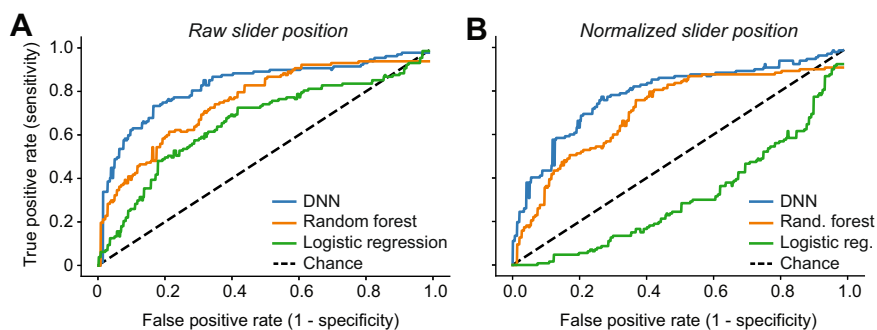 A
Raw slider position
True positive rate (sensitivity)
1.0
0.8
0.6
0.4
0.2
0
0
0.2
0.4
0.6
0.8
1.0
False positive rate (1 - specificity)
DNN
Random forest
Logistic regression
Chance
B
Normalized slider position
0.0
0.2
0.4
0.6
0.8
1.0
False positive rate (1 - specificity)
DNN
Rand. forest
Logistic reg.
Chance